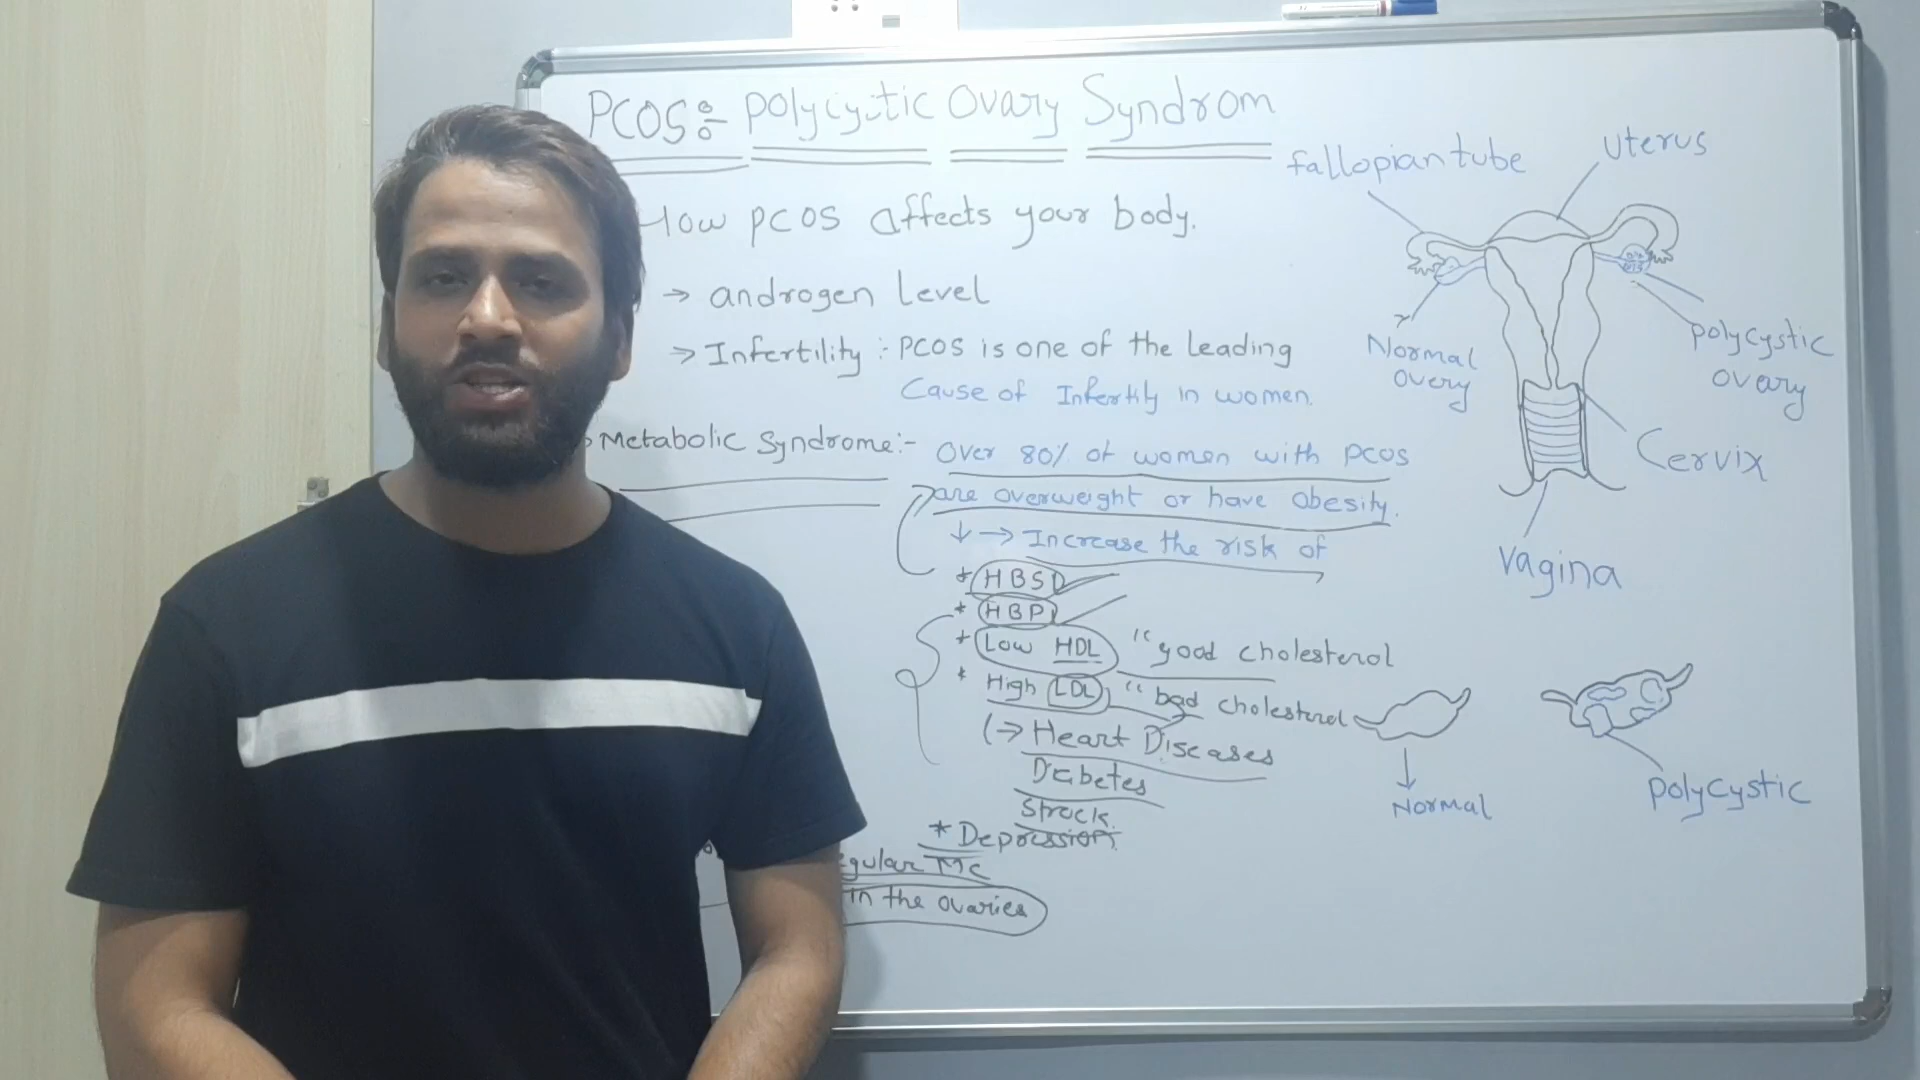 PCOS:- Polycystic Ovary Syndrom
How PCOS affects your body.
→ androgen Level
→ Infertility :- PCOS is one of the leading
Cause of Infertily in women.
Metabolic Syndrome:- Over 80% of women with PCOS
are overweight or have obesity.
↓ → Increase the risk of
* HBSD
* HBP
* Low HDL "good cholesterol
* High LDL " bad cholesterol
(→ Heart Diseases
Diabetes
Strock
* Depression
egular MC
in the ovaries
fallopian tube
Uterus
Normal
Overy
polycystic
ovary
Cervix
Vagina
Normal
polycystic